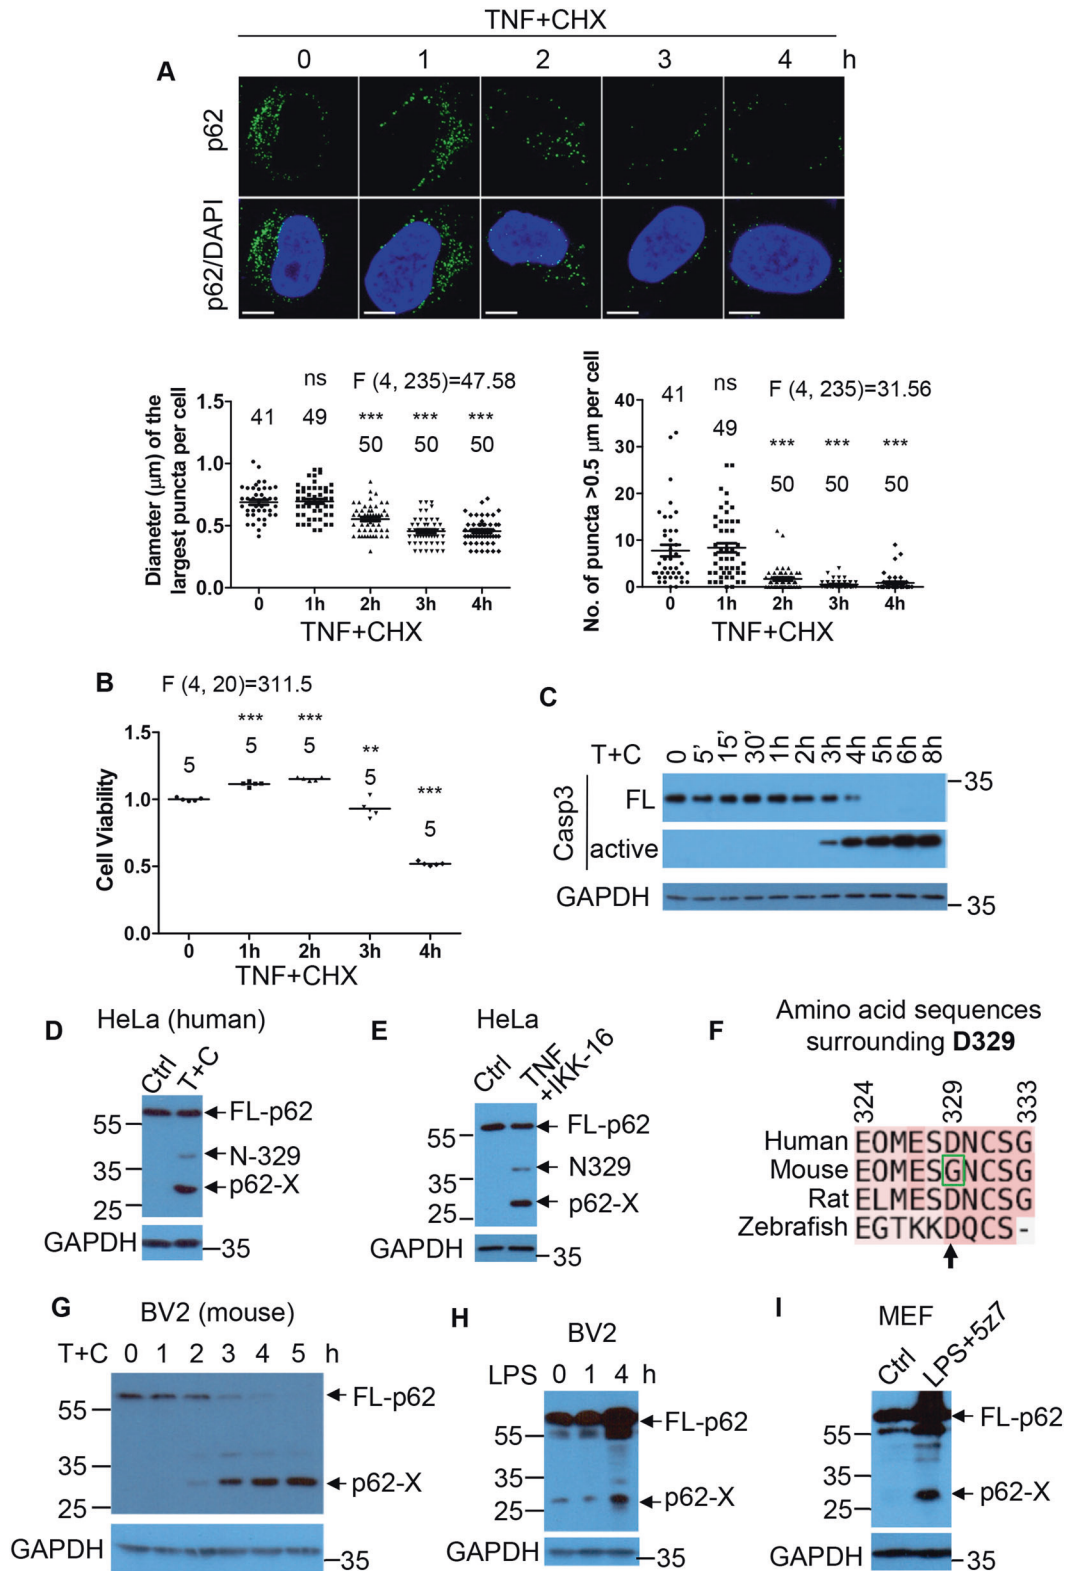 TNF+CHX
0 1 2 3 4 h
A
p62
p62/DAPI
ns F (4, 235)=47.58
41 49 *** *** ***
50 50 50
Diameter (μm) of the
largest puncta per cell
1.5
1.0
0.5
0.0
0 1h 2h 3h 4h
TNF+CHX
ns F (4, 235)=31.56
41
49 *** *** ***
50 50 50
No. of puncta >0.5 μm per cell
40
30
20
10
0
0 1h 2h 3h 4h
TNF+CHX
B
F (4, 20)=311.5
*** *** ** ***
5 5 5 5 5
Cell Viability
1.5
1.0
0.5
0.0
0 1h 2h 3h 4h
TNF+CHX
C
T+C 0 5' 15' 30' 1h 2h 3h 4h 5h 6h 8h
Casp3
FL
35
active
GAPDH
35
D
HeLa (human)
Ctrl T+C
FL-p62
55
N-329
35
p62-X
25
GAPDH
35
E
HeLa
Ctrl TNF
+IKK-16
FL-p62
55
N329
35
p62-X
25
GAPDH
35
F
Amino acid sequences
surrounding D329
324 329 333
Human EOMESDNCSG
Mouse EOMESGNCSG
Rat ELMESDNCSG
Zebrafish EGTKKDQCS-
G
BV2 (mouse)
T+C 0 1 2 3 4 5 h
FL-p62
55
35
p62-X
25
GAPDH
35
H
BV2
LPS 0 1 4 h
FL-p62
55
35
p62-X
25
GAPDH
35
I
MEF
Ctrl LPS+5z7
FL-p62
55
35
p62-X
25
GAPDH
35